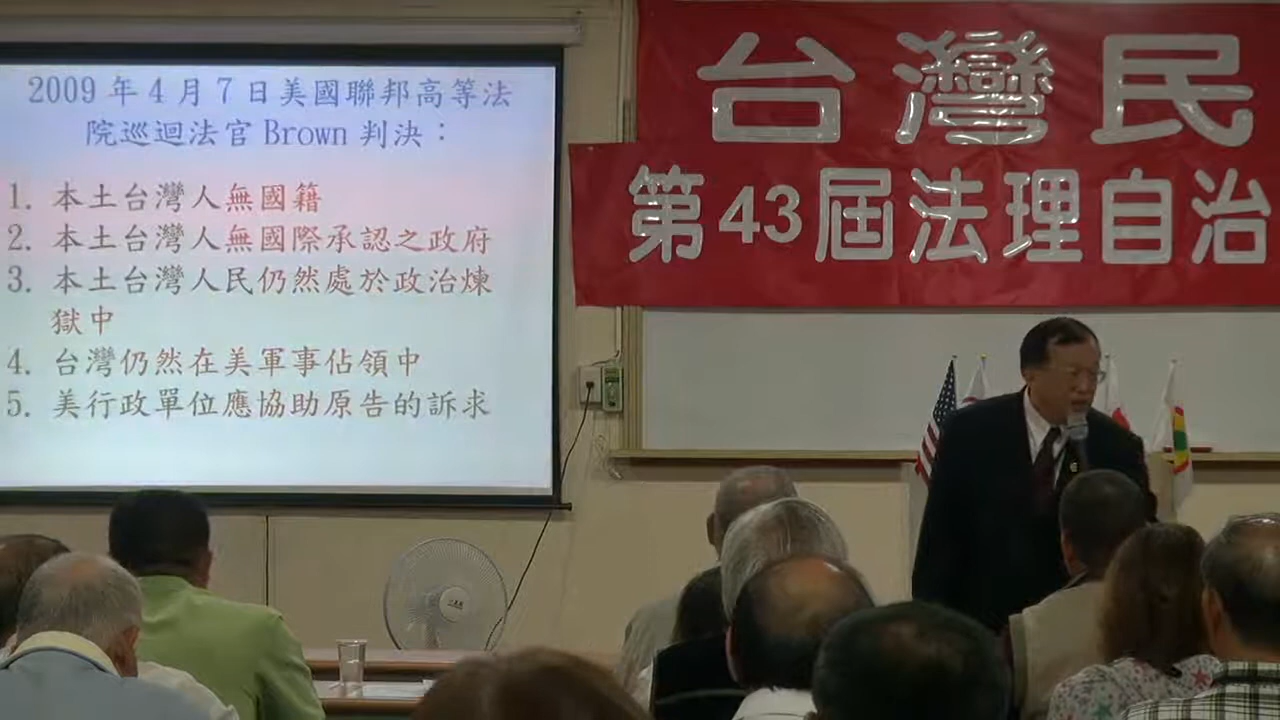 2009 年 4 月 7 日美國聯邦高等法
院巡迴法官 Brown 判決：
1. 本土台灣人無國籍
2. 本土台灣人無國際承認之政府
3. 本土台灣人民仍然處於政治煉
獄中
4. 台灣仍然在美軍事佔領中
5. 美行政單位應協助原告的訴求
台灣民
第43屆法理自治